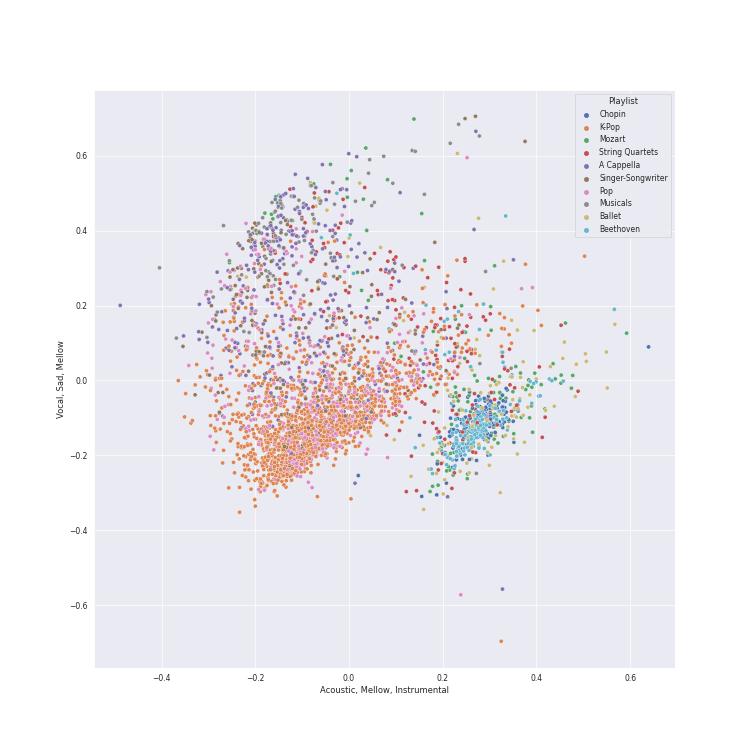 Playlist
Chopin
K-Pop
Mozart
String Quartets
A Cappella
Singer-Songwriter
Pop
Musicals
Ballet
Beethoven
0.6
0.4
0.2
0.0
−0.2
−0.4
−0.6
Vocal, Sad, Mellow
−0.4 −0.2 0.0 0.2 0.4 0.6
Acoustic, Mellow, Instrumental